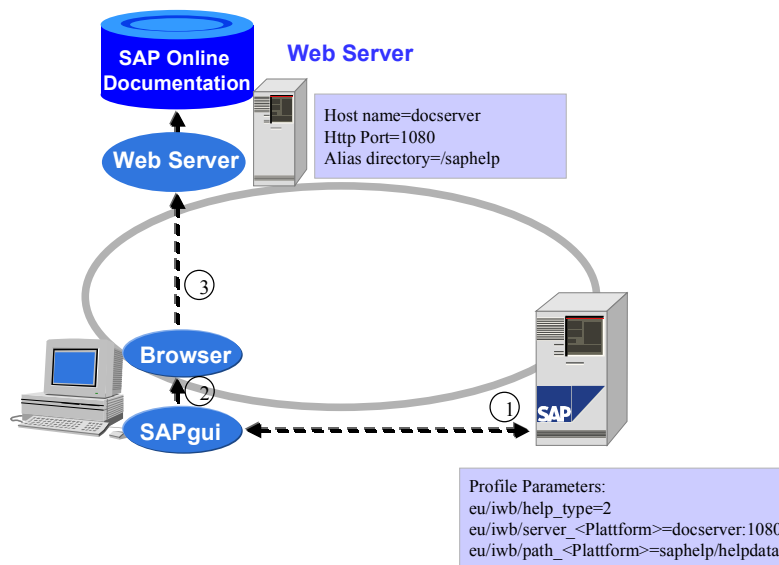 SAP Online
Documentation
Web Server
Host name=docserver
Http Port=1080
Alias directory=/saphelp
Web Server
3
Browser
2
SAPgui
1
SAP
Profile Parameters:
eu/iwb/help_type=2
eu/iwb/server_<Plattform>=docserver:1080
eu/iwb/path_<Plattform>=saphelp/helpdata